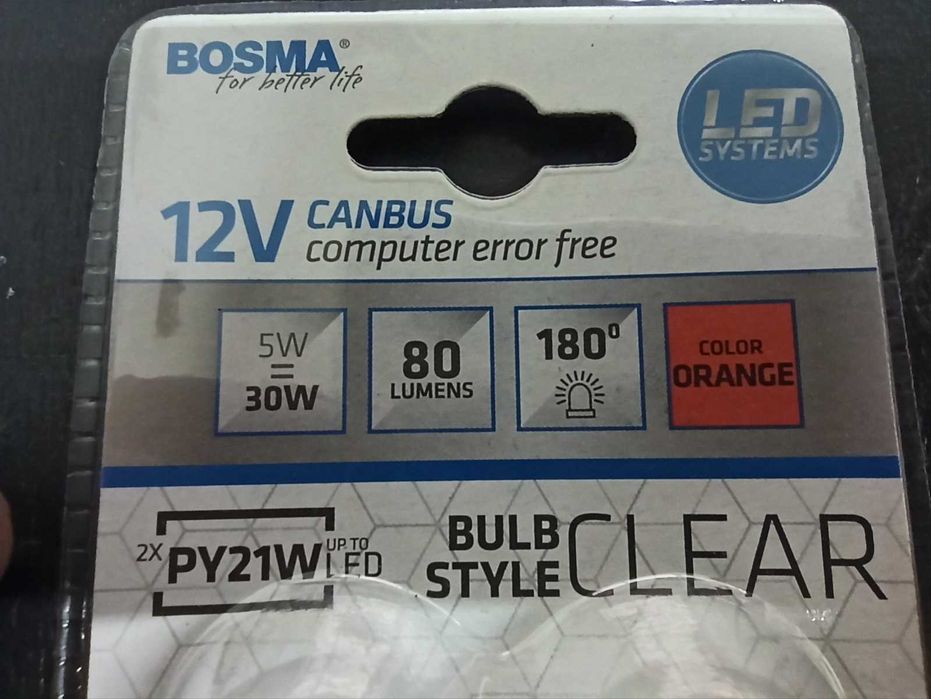 BOSMA®
for better life
LED
SYSTEMS
12V CANBUS
computer error free
5W
=
30W
80
LUMENS
180°
COLOR
ORANGE
2X PY21W UP TO LED
BULB
STYLE CLEAR